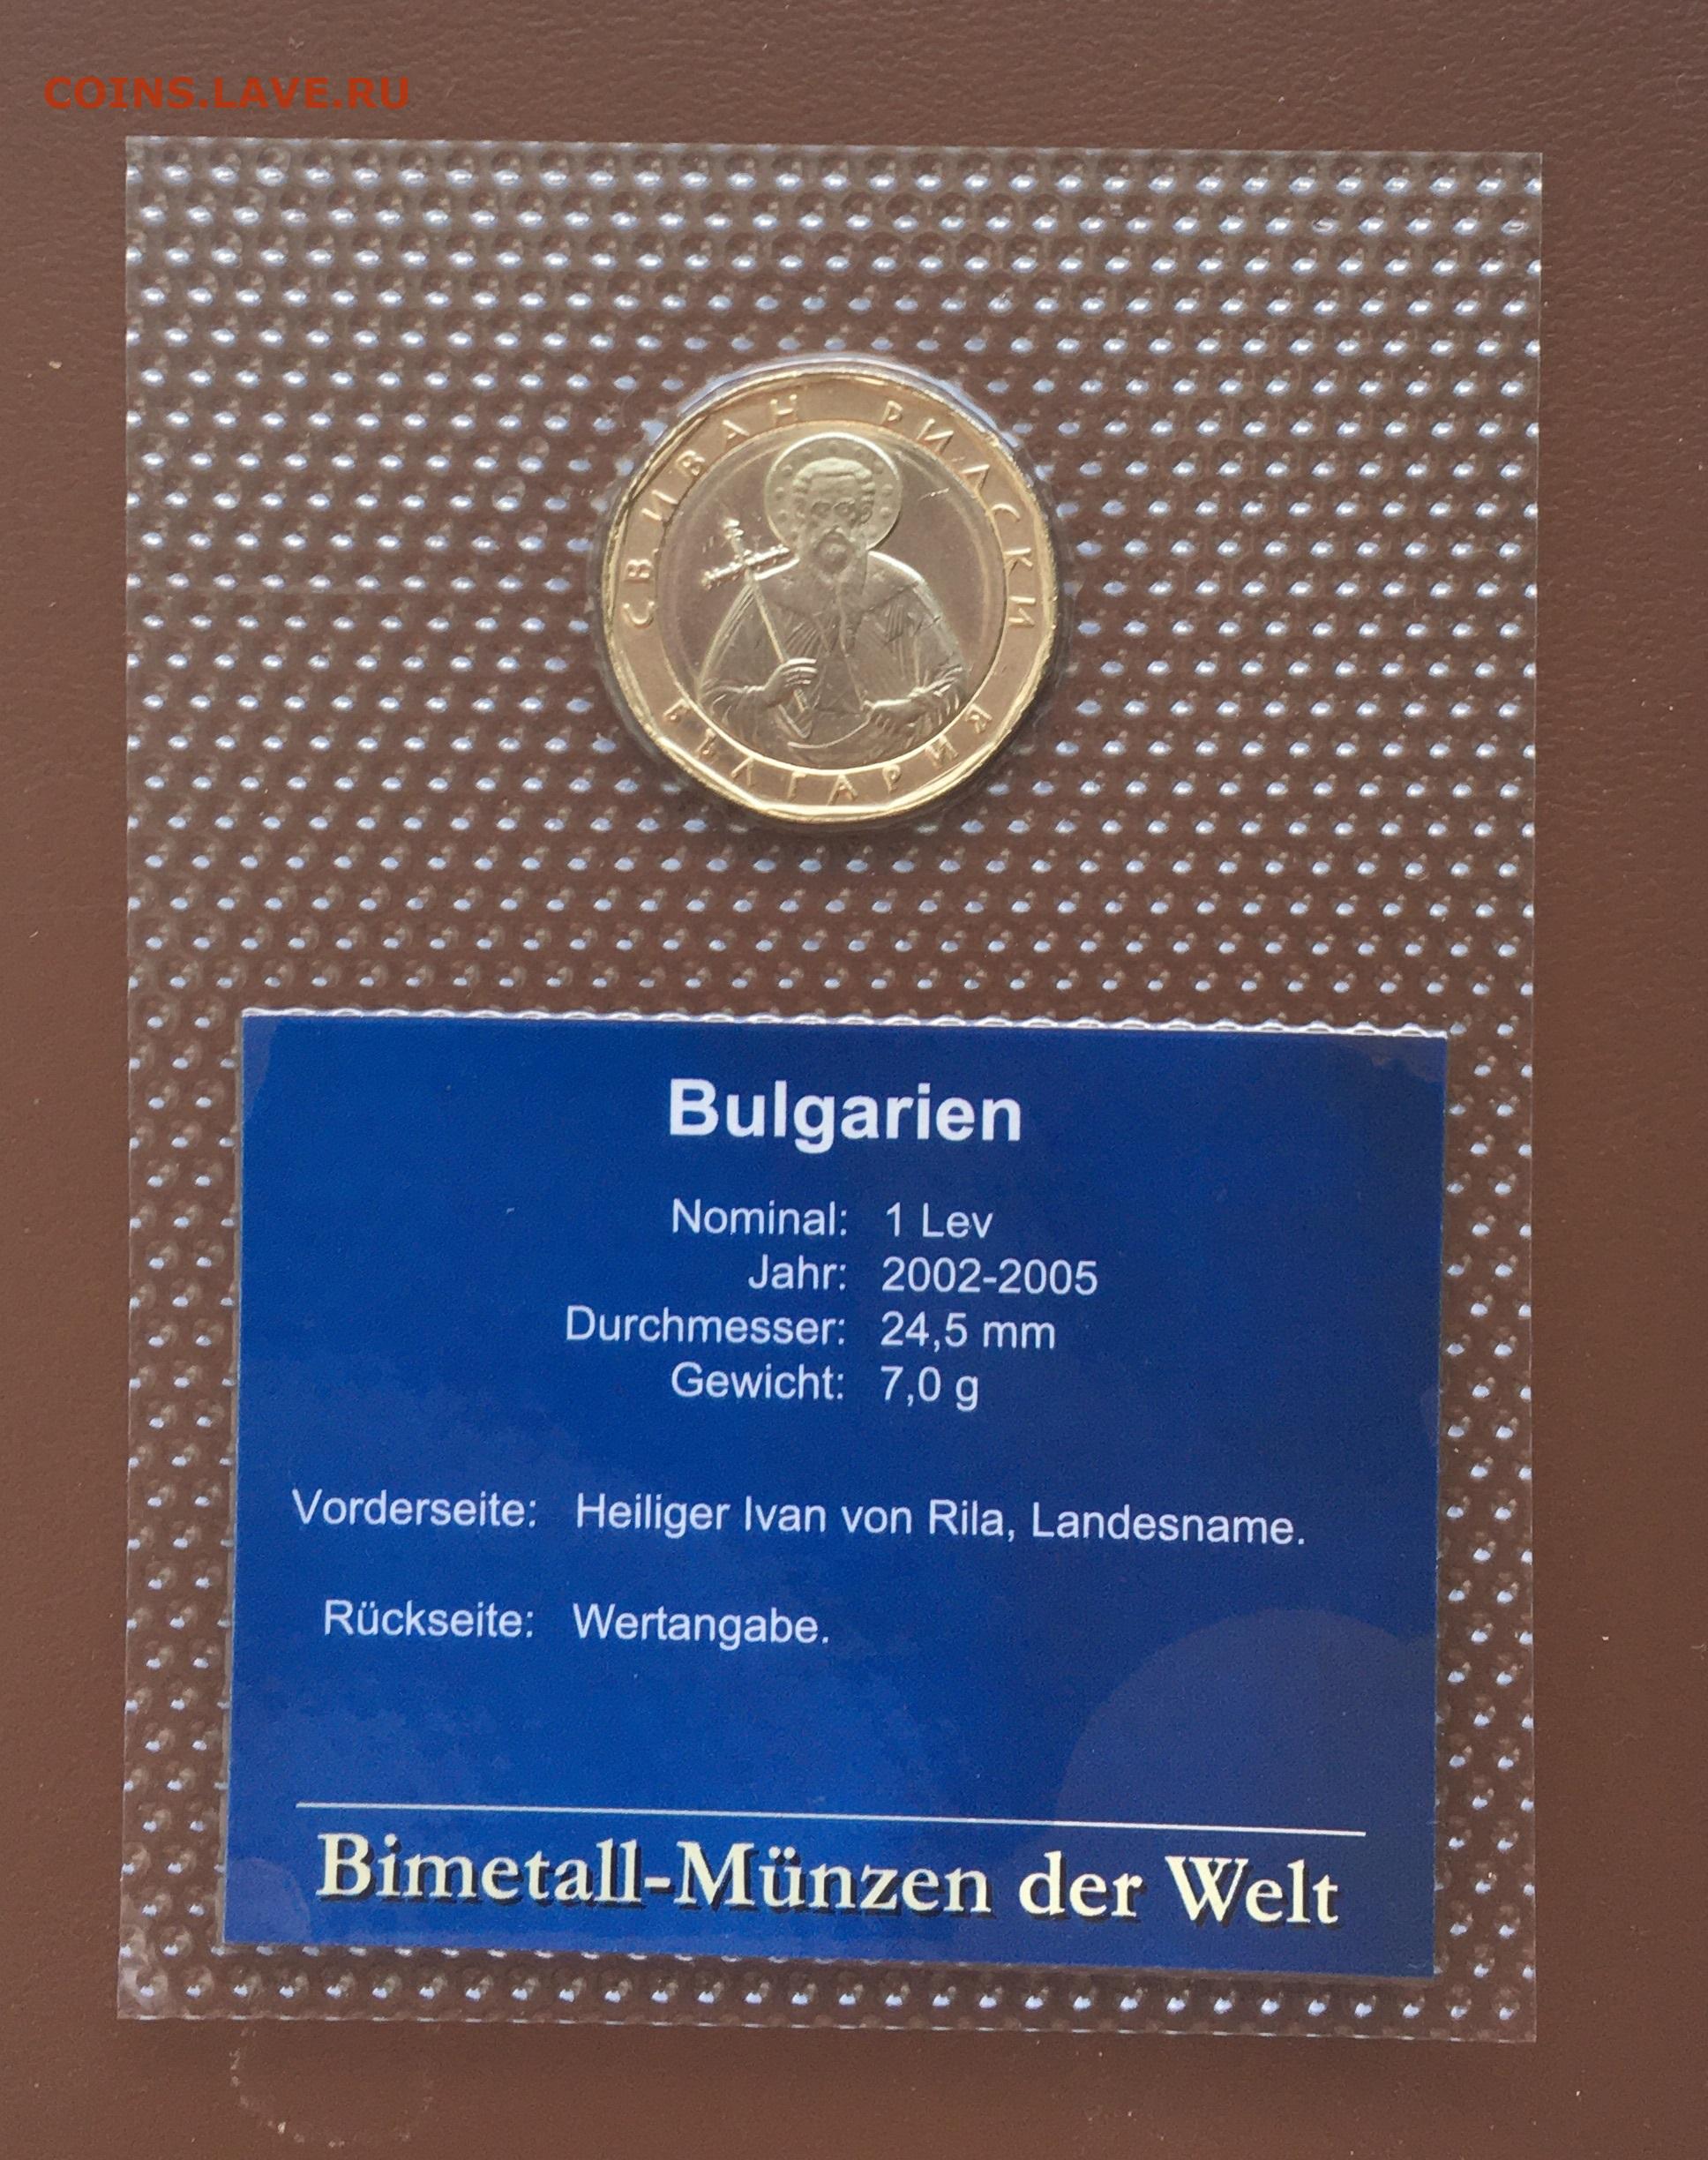 COINS.LAVE.RU
СВ. ИВАН РИЛСКИ
БЪЛГАРИЯ
Bulgarien
Nominal: 1 Lev
Jahr: 2002-2005
Durchmesser: 24,5 mm
Gewicht: 7,0 g
Vorderseite: Heiliger Ivan von Rila, Landesname.
Rückseite: Wertangabe.
Bimetall-Münzen der Welt